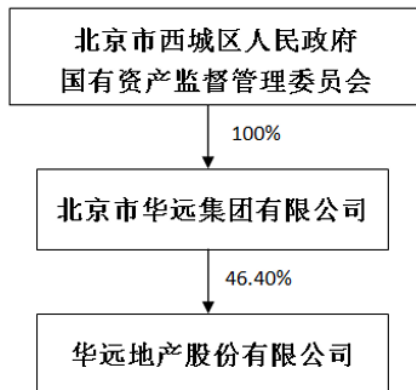 北京市西城区人民政府
国有资产监督管理委员会
100%
北京市华远集团有限公司
46.40%
华远地产股份有限公司